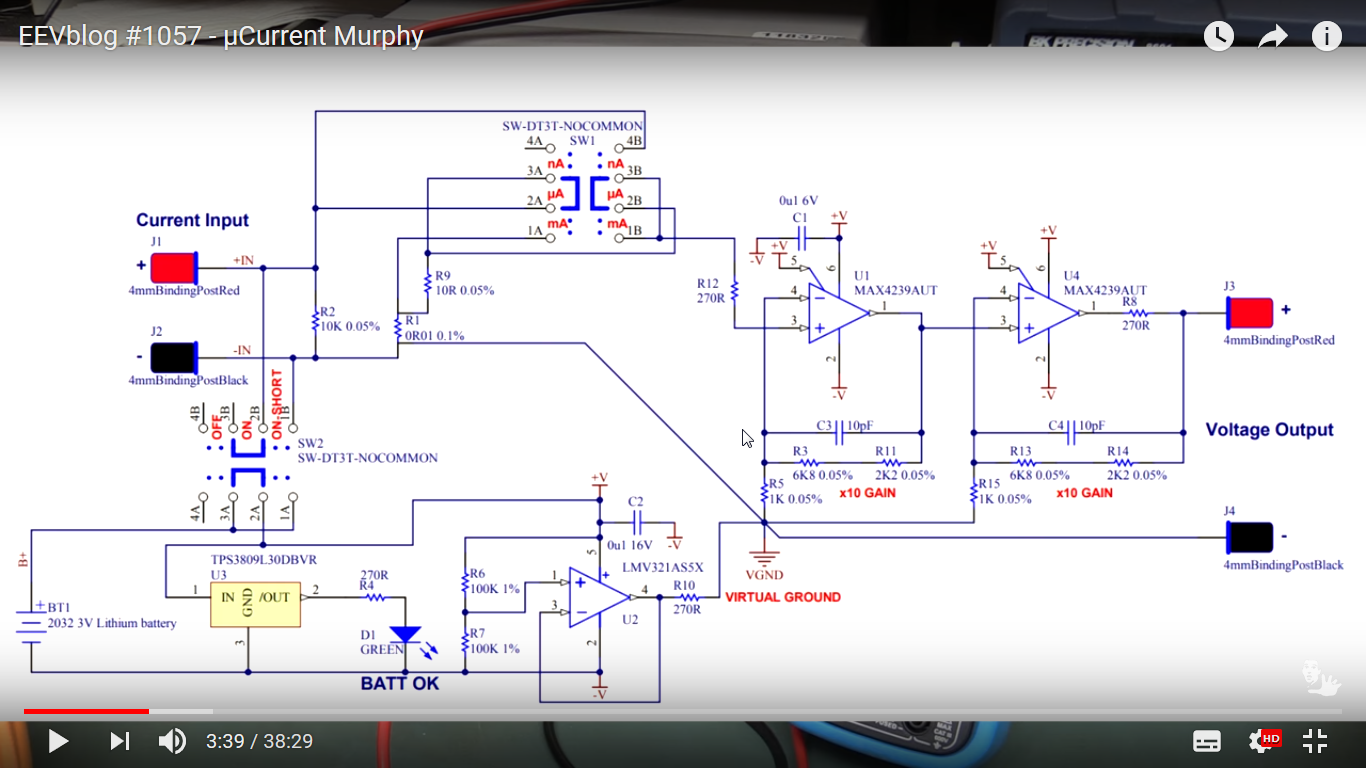 EEVblog #1057 - µCurrent Murphy
BK PRECISION
SW-DT3T-NOCOMMON
SW1
4A
4B
nA
nA
3A
3B
µA
µA
2A
2B
mA
mA
1A
1B
Current Input
J1
+
+IN
4mmBindingPostRed
J2
-
-IN
4mmBindingPostBlack
R2
10K 0.05%
R9
10R 0.05%
R1
0R01 0.1%
R12
270R
0u1 6V
C1
+V
-V
+V
5
6
U1
MAX4239AUT
4
3
1
2
-V
+V
+V
5
6
U4
MAX4239AUT
4
3
1
2
-V
R8
270R
J3
+
4mmBindingPostRed
Voltage Output
C3
10pF
R3
6K8 0.05%
R11
2K2 0.05%
R5
1K 0.05%
x10 GAIN
C4
10pF
R13
6K8 0.05%
R14
2K2 0.05%
R15
1K 0.05%
x10 GAIN
J4
-
4mmBindingPostBlack
4B
3B
2B
1B
OFF
ON
ON-SHORT
SW2
SW-DT3T-NOCOMMON
4A
3A
2A
1A
B+
+
BT1
2032 3V Lithium battery
TPS3809L30DBVR
U3
1
IN
GND
/OUT
2
3
270R
R4
D1
GREEN
BATT OK
R6
100K 1%
R7
100K 1%
+V
C2
0u1 16V
-V
5
+
LMV321AS5X
1
3
4
2
U2
R10
270R
-V
VGND
VIRTUAL GROUND
3:39 / 38:29
HD